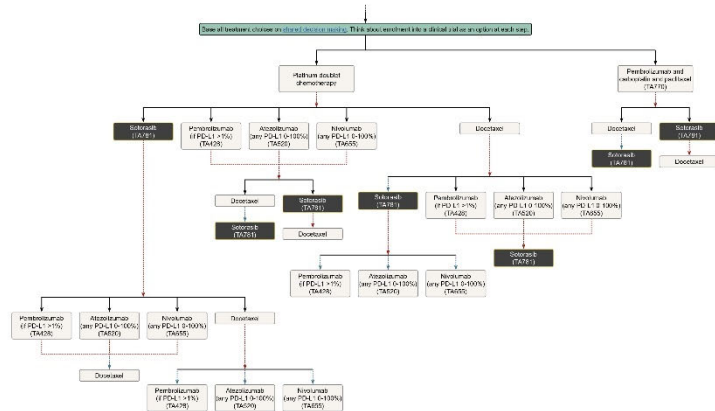 Base all treatment choices on shared decision making. Think about enrolment into a clinical trial as an option at each step.
Platinum doublet
chemotherapy
Pembrolizumab and
carboplatin and paclitaxel
(TA770)
Sotorasib
(TA781)
Pembrolizumab
(if PD-L1 >1%)
(TA428)
Atezolizumab
(any PD-L1 0-100%)
(TA520)
Nivolumab
(any PD-L1 0-100%)
(TA655)
Docetaxel
Docetaxel
Sotorasib
(TA781)
Sotorasib
(TA781)
Docetaxel
Docetaxel
Sotorasib
(TA781)
Sotorasib
(TA781)
Docetaxel
Sotorasib
(TA781)
Pembrolizumab
(if PD-L1 >1%)
(TA428)
Atezolizumab
(any PD-L1 0-100%)
(TA520)
Nivolumab
(any PD-L1 0-100%)
(TA655)
Sotorasib
(TA781)
Pembrolizumab
(if PD-L1 >1%)
(TA428)
Atezolizumab
(any PD-L1 0-100%)
(TA520)
Nivolumab
(any PD-L1 0-100%)
(TA655)
Pembrolizumab
(if PD-L1 >1%)
(TA428)
Atezolizumab
(any PD-L1 0-100%)
(TA520)
Nivolumab
(any PD-L1 0-100%)
(TA655)
Docetaxel
Docetaxel
Pembrolizumab
(if PD-L1 >1%)
(TA428)
Atezolizumab
(any PD-L1 0-100%)
(TA520)
Nivolumab
(any PD-L1 0-100%)
(TA655)